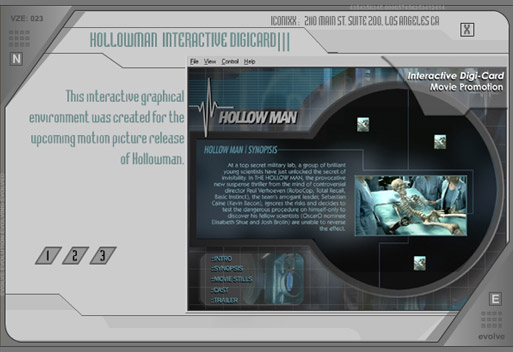 VZE: 023
ICONIXX : 2110 MAIN ST. SUITE 200, LOS ANGELES CA
X
HOLLOWMAN INTERACTIVE DIGICARD|||
N
File View Control Help
Interactive Digi-Card
Movie Promotion
This interactive graphical
environment was created for the
upcoming motion picture release
of Hollowman.
HOLLOW MAN
HOLLOW MAN | SYNOPISIS
At a top secret military lab, a group of brilliant
young scientists have just unlocked the secret of
invisibility. In THE HOLLOW MAN, the provocative
new suspense thriller from the mind of controversial
director Paul Verhoeven (RoboCop, Total Recall,
Basic Instinct), the team's arrogant leader, Sebastian
Caine (Kevin Bacon), ignores the risks and decides to
test the dangerous procedure on himself-only to
discover his fellow scientists (OscarÒ nominee
Elisabeth Shue and Josh Brolin) are unable to reverse
the effect.
1 2 3
::INTRO
::SYNOPSIS
::MOVIE STILLS
::CAST
::TRAILER
E
evolve